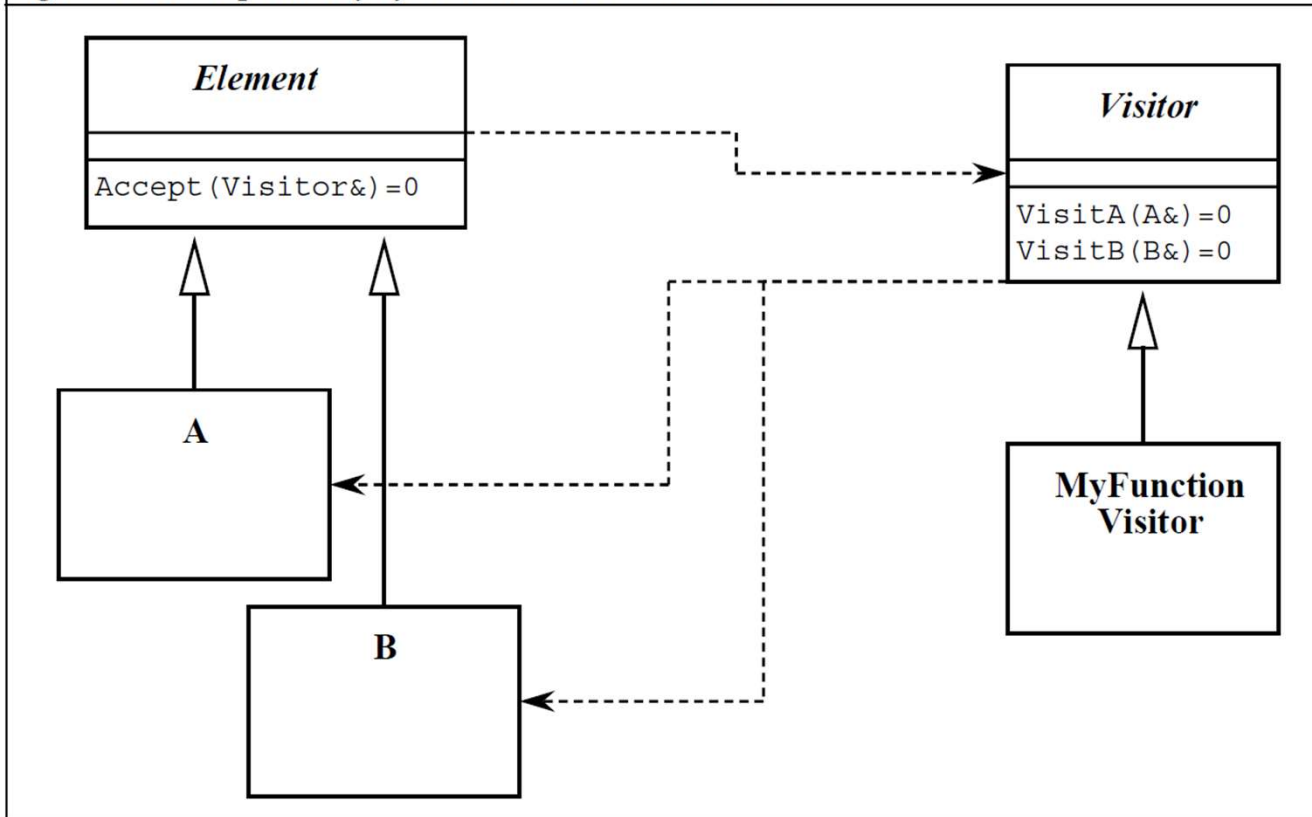 Element
Accept(Visitor&)=0
Visitor
VisitA(A&)=0
VisitB(B&)=0
A
MyFunction
Visitor
B